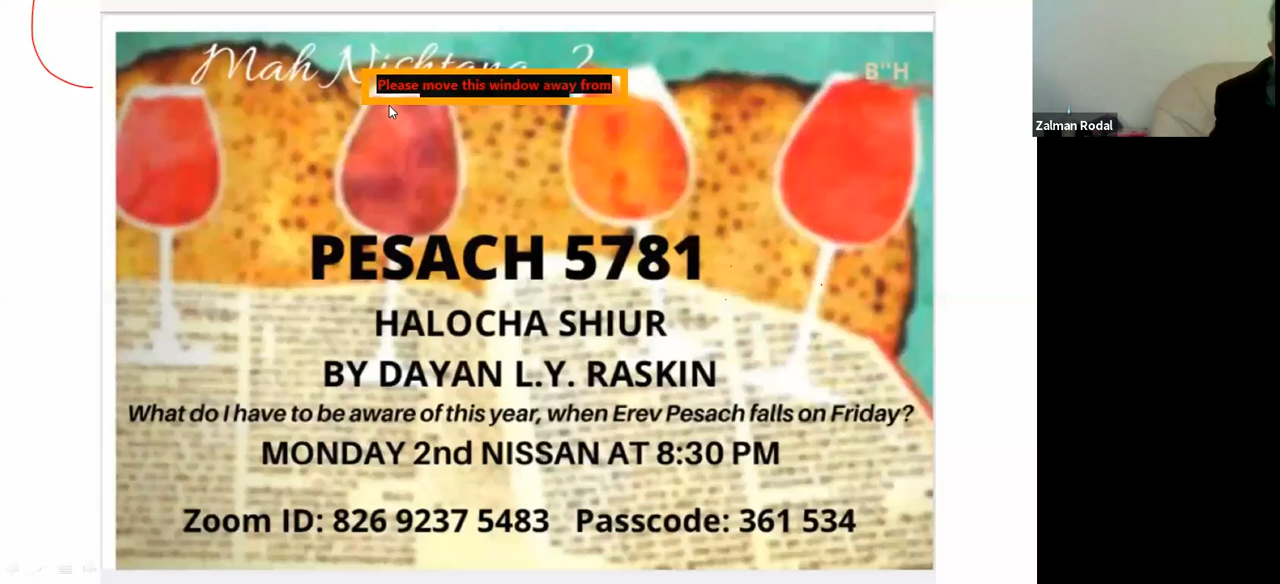 Mah Nishtana ?
B"H
Please move this window away from
Zalman Rodal
PESACH 5781
HALOCHA SHIUR
BY DAYAN L.Y. RASKIN
What do I have to be aware of this year, when Erev Pesach falls on Friday?
MONDAY 2nd NISSAN AT 8:30 PM
Zoom ID: 826 9237 5483 Passcode: 361 534